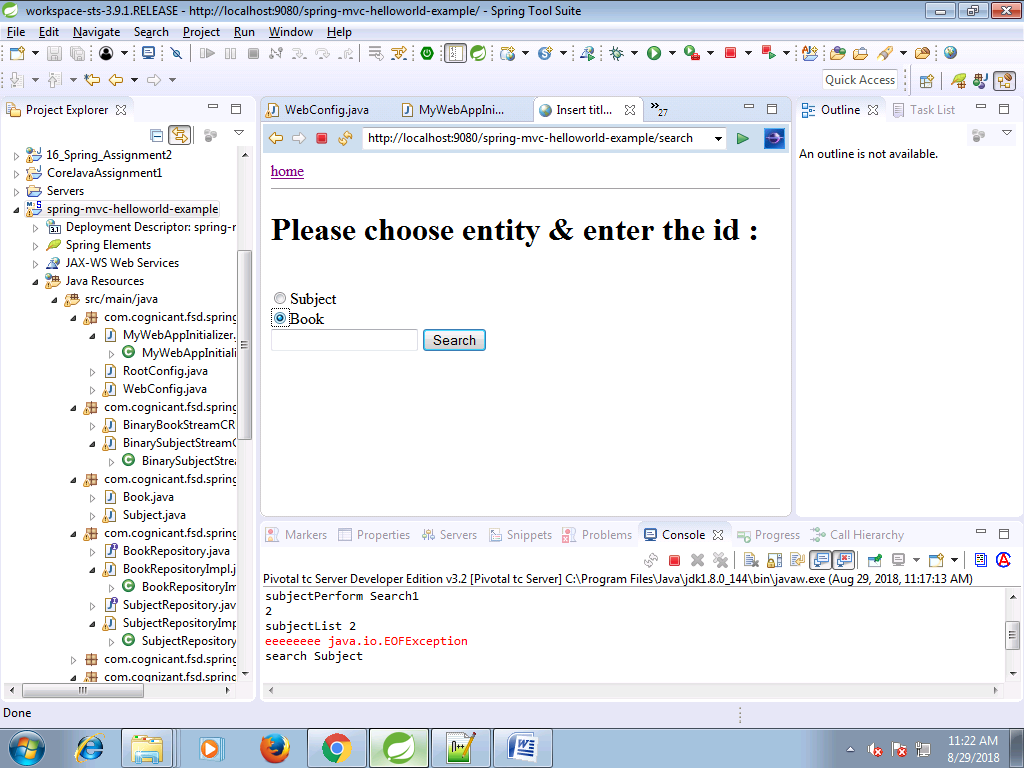 workspace-sts-3.9.1.RELEASE - http://localhost:9080/spring-mvc-helloworld-example/ - Spring Tool Suite
File Edit Navigate Search Project Run Window Help
Quick Access
Project Explorer
16_Spring_Assignment2
CoreJavaAssignment1
Servers
spring-mvc-helloworld-example
Deployment Descriptor: spring-r
Spring Elements
JAX-WS Web Services
Java Resources
src/main/java
com.cognicant.fsd.spring
MyWebAppInitializer.
MyWebAppInitiali
RootConfig.java
WebConfig.java
com.cognicant.fsd.spring
BinaryBookStreamCR
BinarySubjectStreamC
BinarySubjectStrea
com.cognicant.fsd.spring
Book.java
Subject.java
com.cognicant.fsd.spring
BookRepository.java
BookRepositoryImpl.j
BookRepositoryIm
SubjectRepository.jav
SubjectRepositoryImp
SubjectRepository
com.cognicant.fsd.spring
com.cognizant.fsd.spring
WebConfig.java MyWebAppIni... Insert titl... »27
http://localhost:9080/spring-mvc-helloworld-example/search
home
Please choose entity & enter the id :
Subject
Book
Search
Outline Task List
An outline is not available.
Markers Properties Servers Snippets Problems Console Progress Call Hierarchy
Pivotal tc Server Developer Edition v3.2 [Pivotal tc Server] C:\Program Files\Java\jdk1.8.0_144\bin\javaw.exe (Aug 29, 2018, 11:17:13 AM)
subjectPerform Search1
2
subjectList 2
eeeeeeee java.io.EOFException
search Subject
Done
11:22 AM
8/29/2018